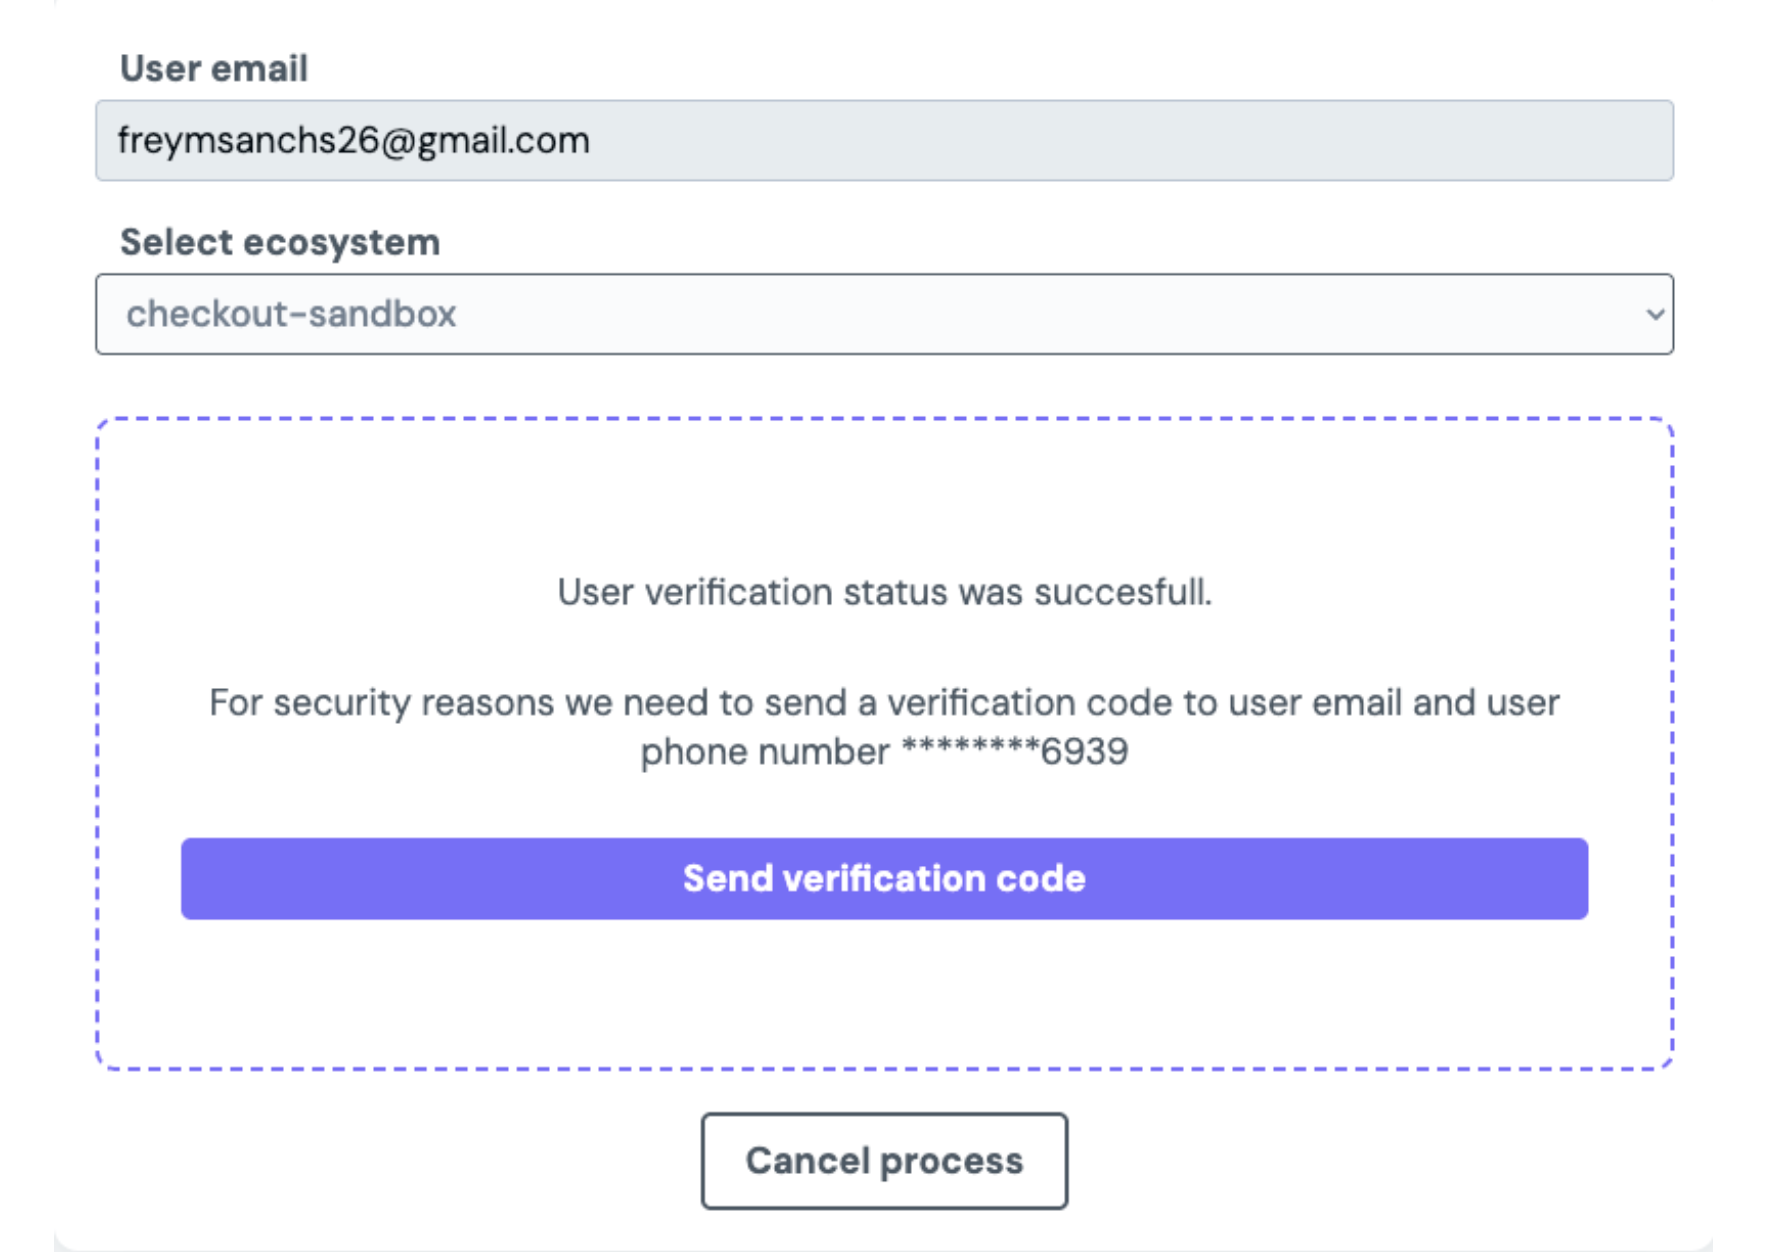 User email
freymsanchs26@gmail.com
Select ecosystem
checkout-sandbox
User verification status was succesfull.
For security reasons we need to send a verification code to user email and user
phone number ********6939
Send verification code
Cancel process